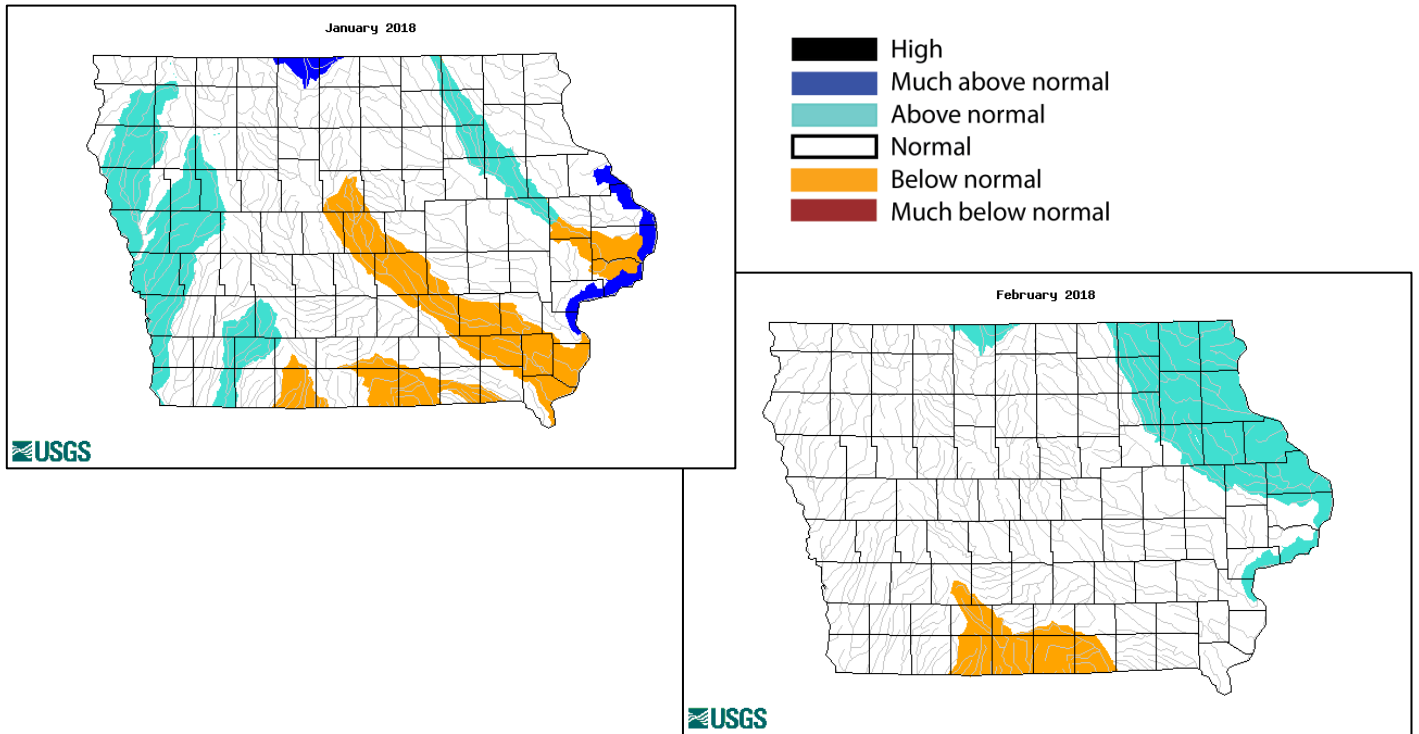 January 2018
USGS
High
Much above normal
Above normal
Normal
Below normal
Much below normal
February 2018
USGS